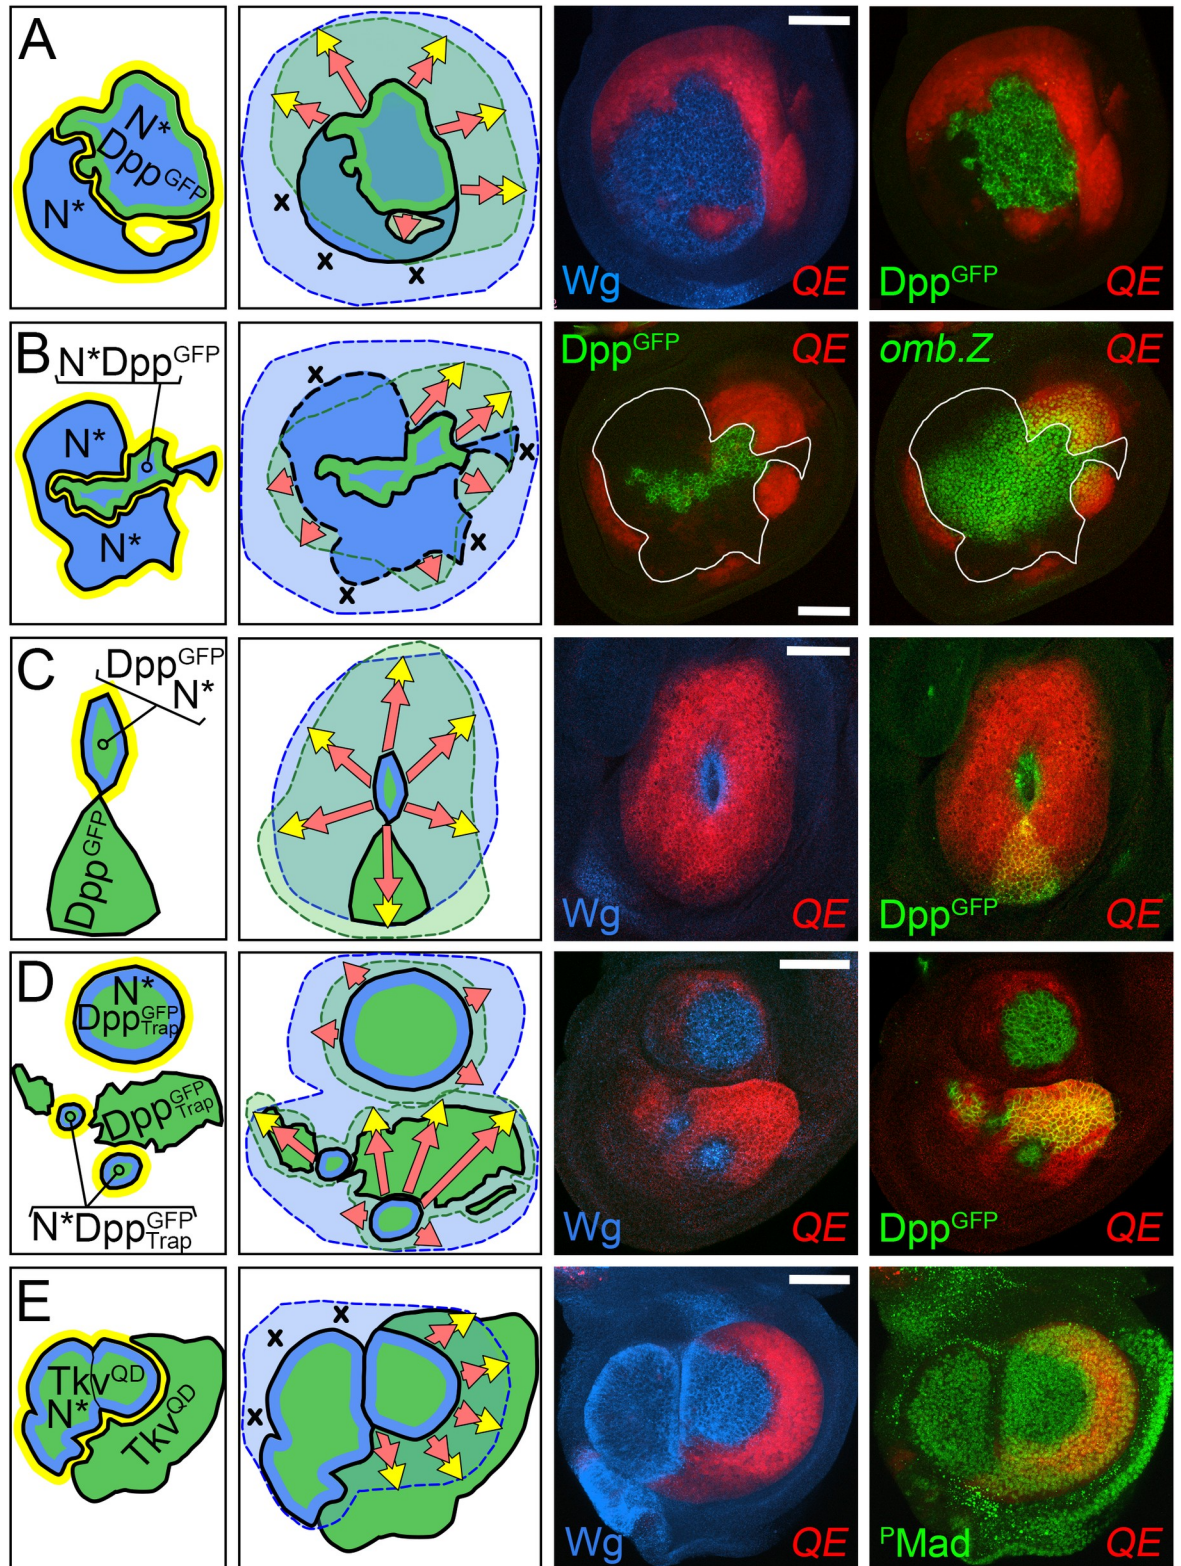 A
N*
Dpp^GFP
N*
x
x
x
x
Wg
QE
Dpp^GFP
QE
B
N*Dpp^GFP
N*
N*
x
x
x
x
Dpp^GFP
QE
omb.Z
QE
C
Dpp^GFP
N*
Dpp^GFP
Wg
QE
Dpp^GFP
QE
D
N*
Dpp^GFP_Trap
Dpp^GFP_Trap
N*Dpp^GFP_Trap
Wg
QE
Dpp^GFP
QE
E
Tkv^QD
N*
Tkv^QD
x
x
x
Wg
QE
^PMad
QE